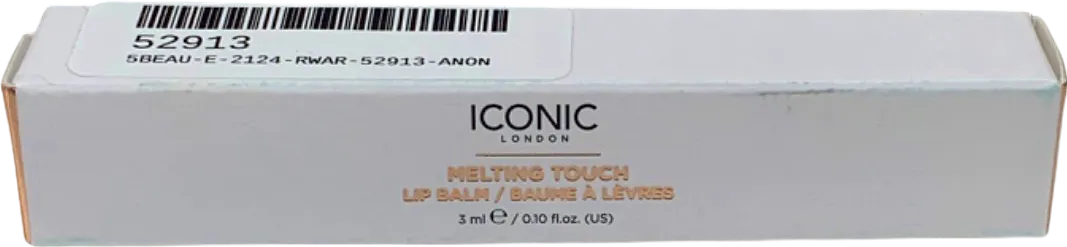 52913
5BEAU-E-2124-RWAR-52913-ANON
ICONIC
LONDON
MELTING TOUCH
LIP BALM / BAUME À LÈVRES
3 ml ℮ / 0.10 fl.oz. (US)